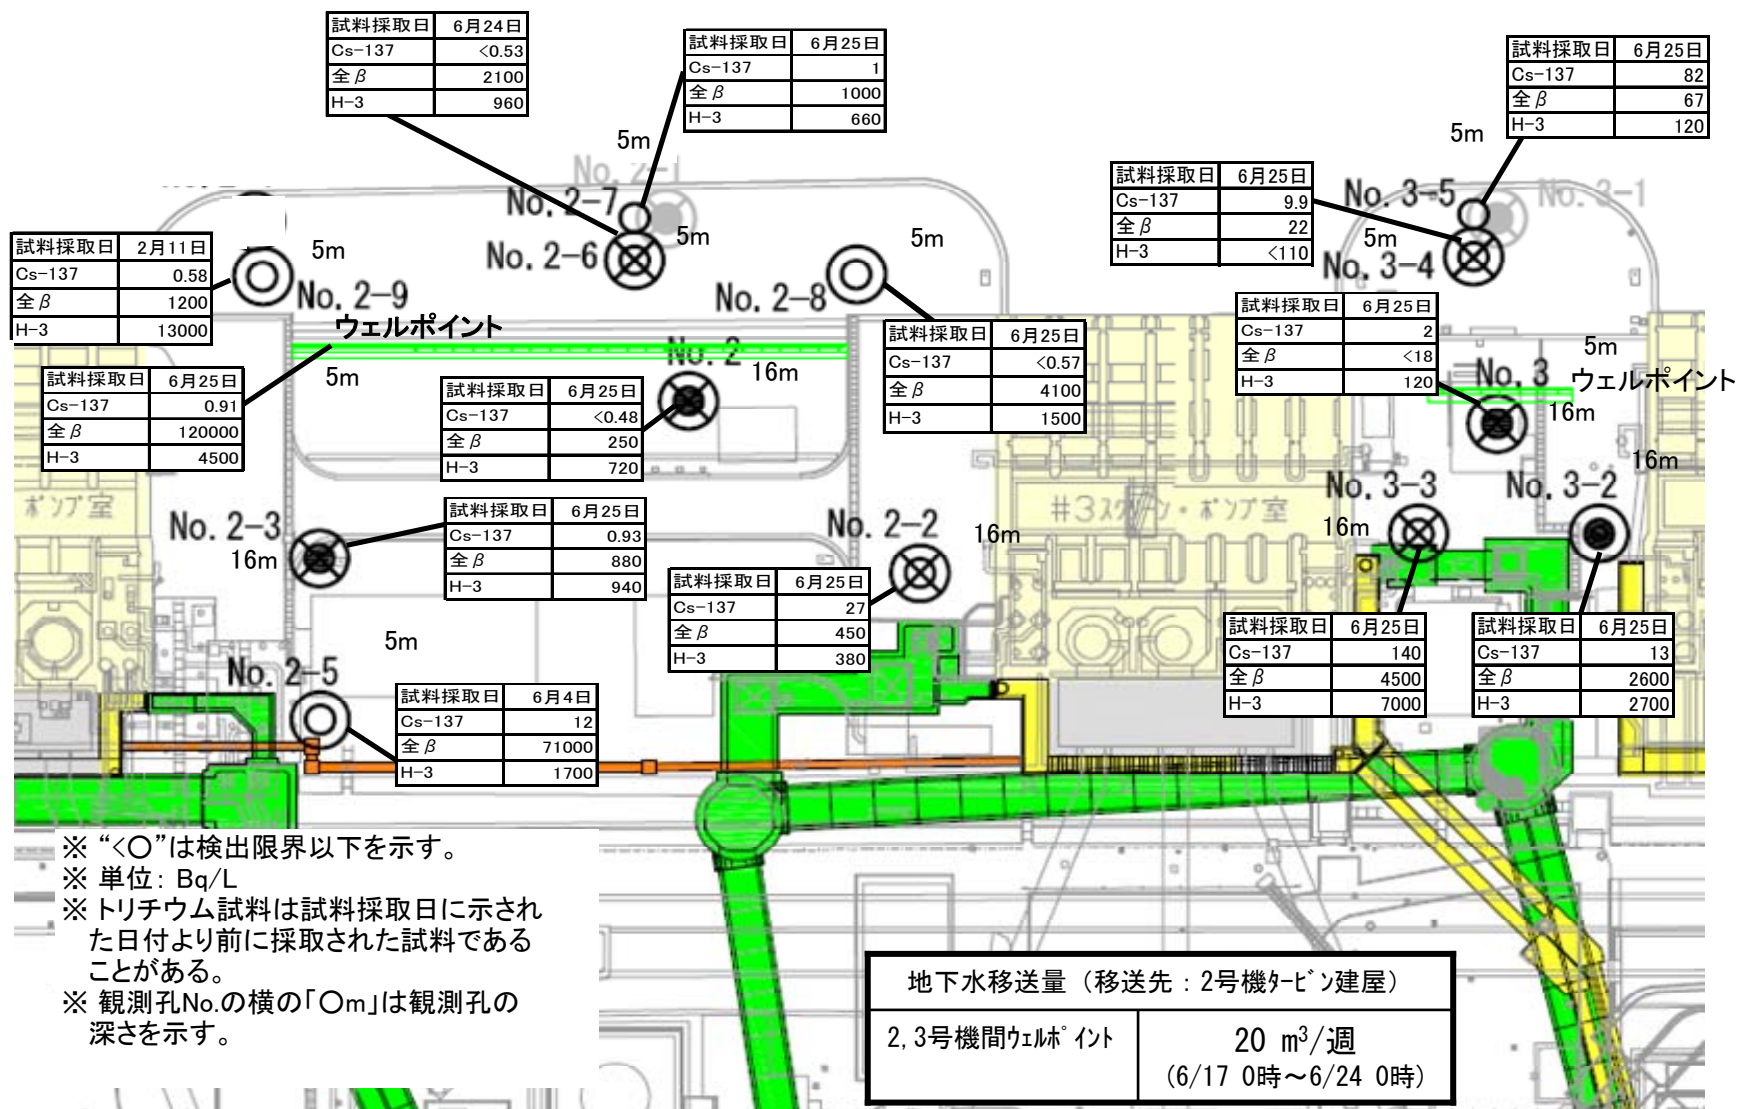 試料採取日 6月24日
Cs-137 <0.53
全β 2100
H-3 960
試料採取日 6月25日
Cs-137 1
全β 1000
H-3 660
試料採取日 6月25日
Cs-137 82
全β 67
H-3 120
5m
5m
No. 2-1
試料採取日 6月25日
Cs-137 9.9
全β 22
H-3 <110
No. 2-7
No. 3-5
No. 3-1
5m
5m
5m
5m
試料採取日 2月11日
Cs-137 0.58
全β 1200
H-3 13000
No. 2-6
No. 3-4
No. 2-9
No. 2-8
ウェルポイント
試料採取日 6月25日
Cs-137 <0.57
全β 4100
H-3 1500
試料採取日 6月25日
Cs-137 2
全β <18
H-3 120
5m
No. 2
16m
5m
No. 3
ウェルポイント
16m
試料採取日 6月25日
Cs-137 0.91
全β 120000
H-3 4500
試料採取日 6月25日
Cs-137 <0.48
全β 250
H-3 720
16m
ポンプ室
#3スクリーン・ポンプ室
No. 3-3
No. 3-2
16m
No. 2-3
16m
試料採取日 6月25日
Cs-137 0.93
全β 880
H-3 940
No. 2-2
16m
試料採取日 6月25日
Cs-137 27
全β 450
H-3 380
5m
試料採取日 6月25日
Cs-137 140
全β 4500
H-3 7000
試料採取日 6月25日
Cs-137 13
全β 2600
H-3 2700
No. 2-5
試料採取日 6月4日
Cs-137 12
全β 71000
H-3 1700
※ “<〇”は検出限界以下を示す。
※ 単位: Bq/L
※ トリチウム試料は試料採取日に示され
た日付より前に採取された試料である
ことがある。
※ 観測孔No.の横の「〇m」は観測孔の
深さを示す。
地下水移送量（移送先：2号機ﾀｰﾋﾞﾝ建屋）
2,3号機間ｳｪﾙﾎﾟｲﾝﾄ 20 m³/週
(6/17 0時～6/24 0時)